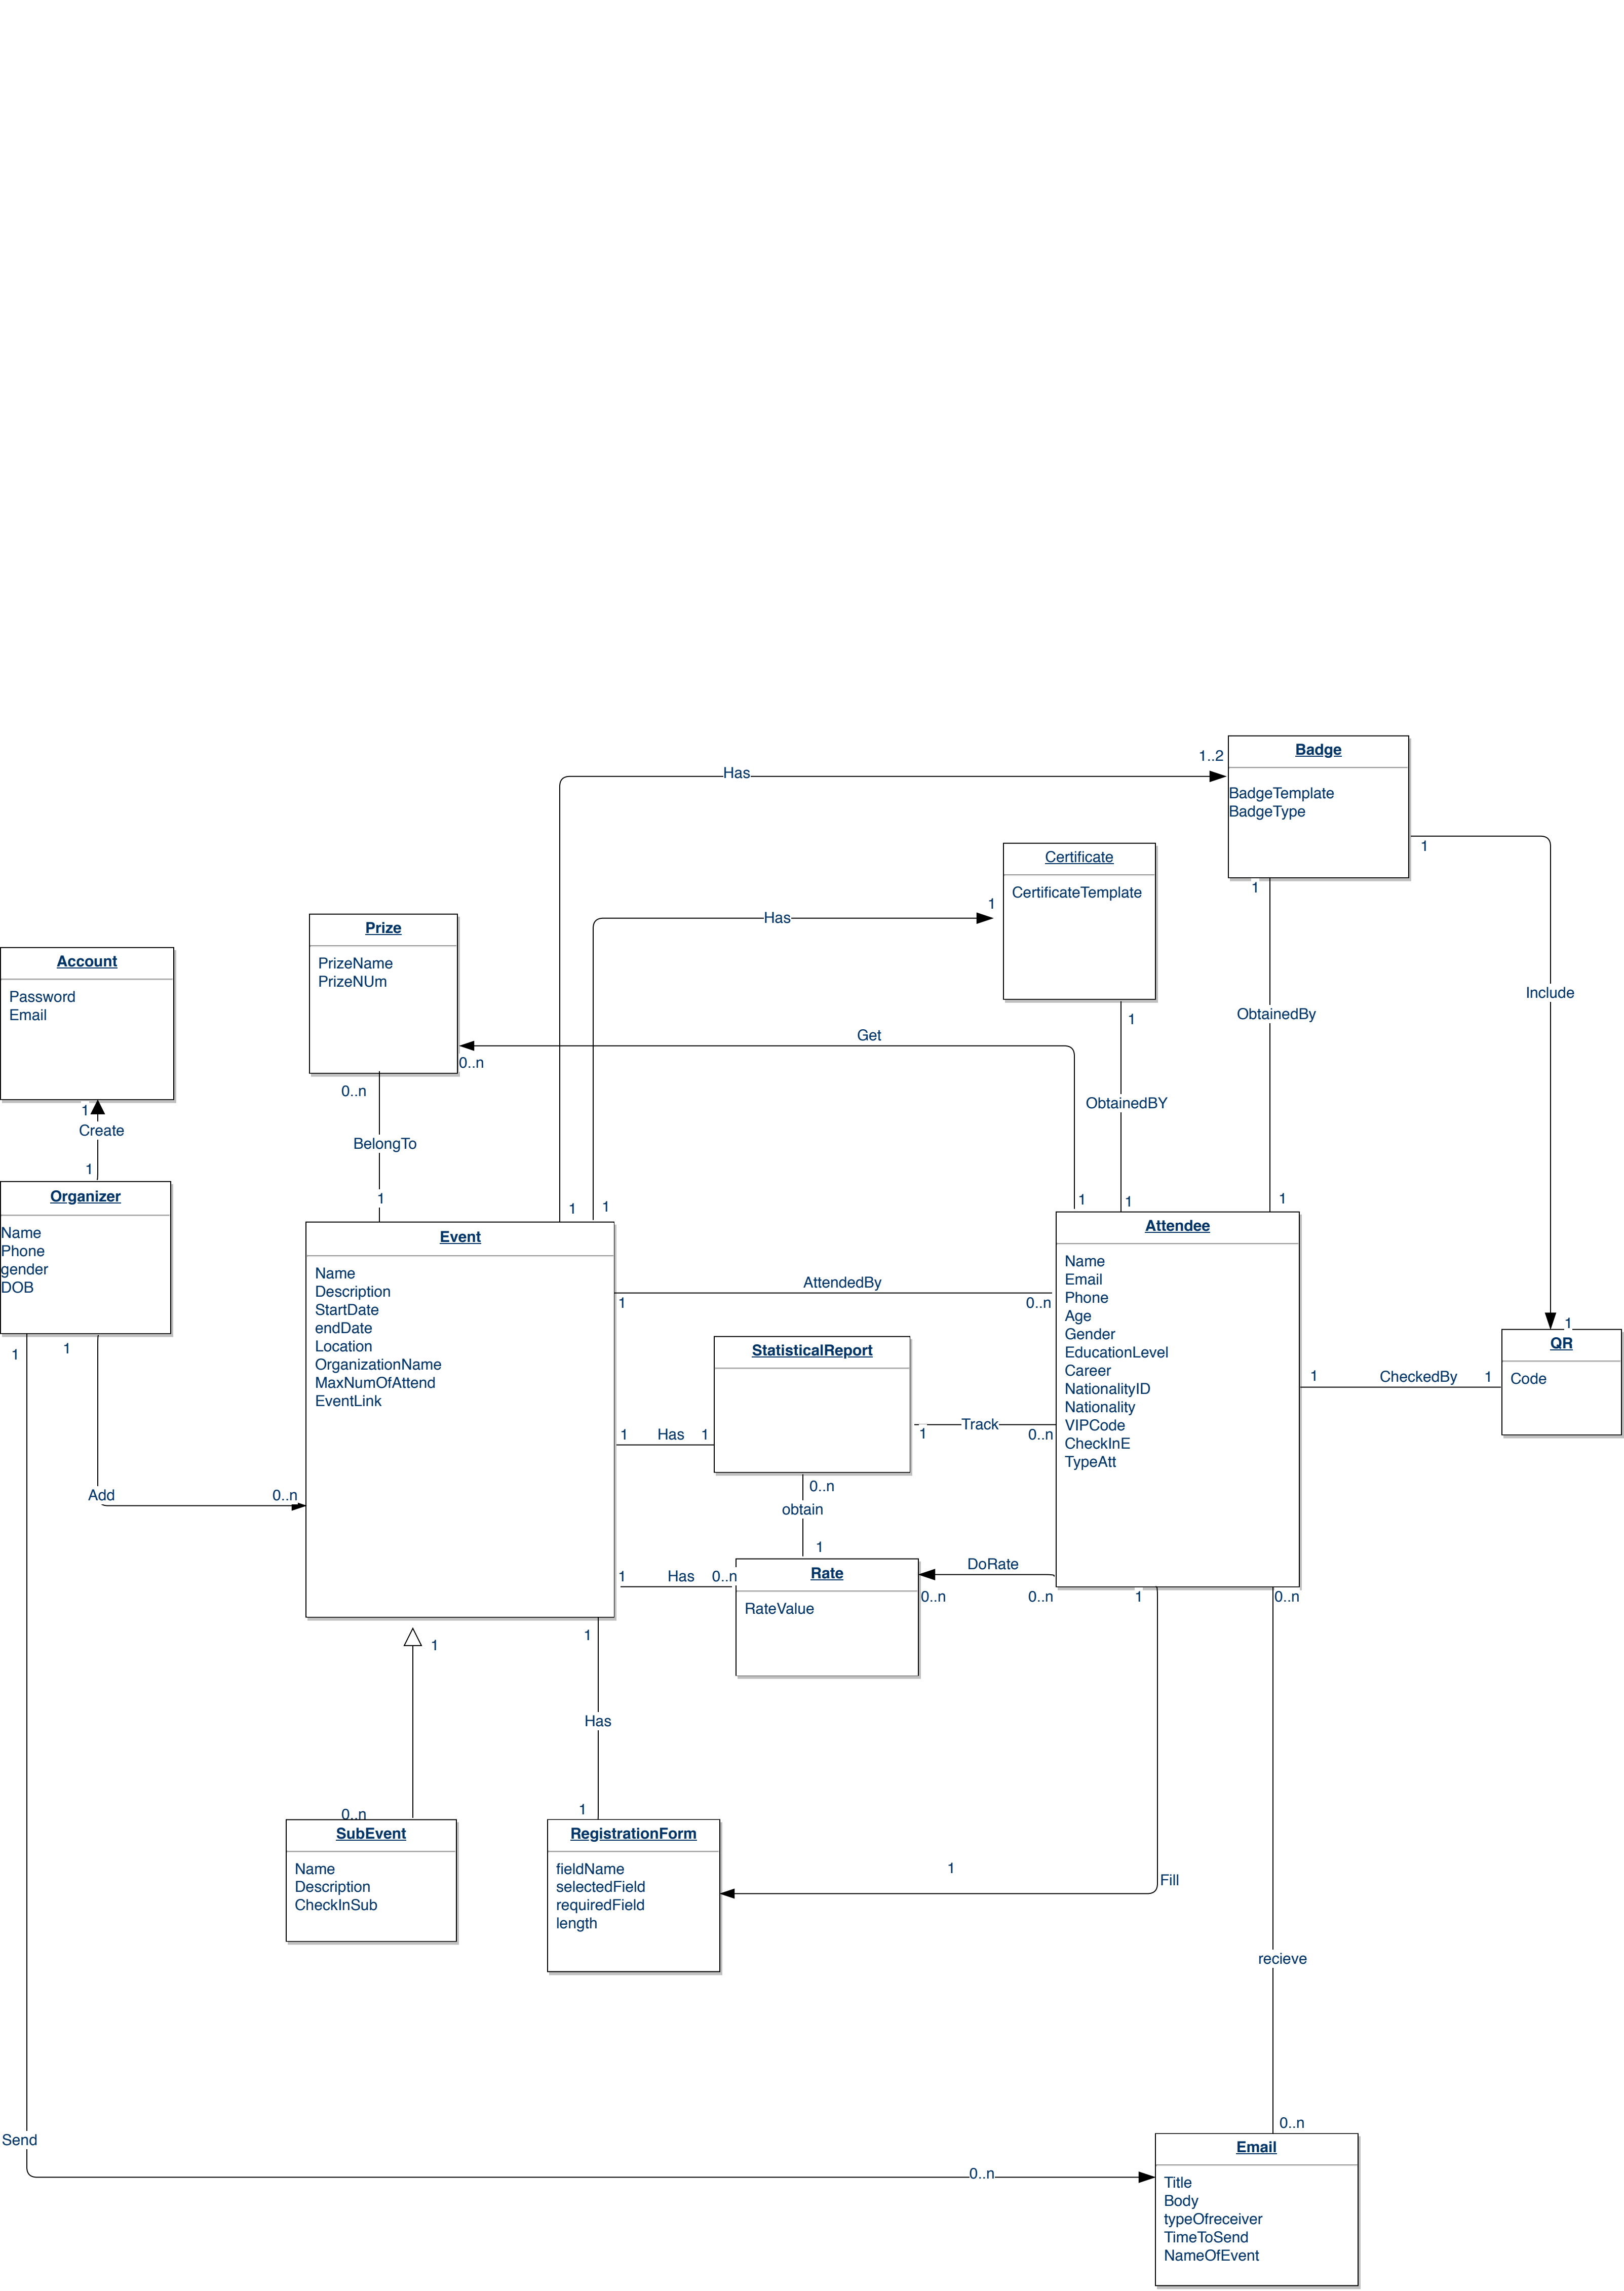 Badge
BadgeTemplate
BadgeType
1..2
Has
1
1
Certificate
CertificateTemplate
1
Has
1
Include
ObtainedBy
ObtainedBY
Prize
PrizeName
PrizeNUm
Get
0..n
0..n
BelongTo
1
Account
Password
Email
1
Create
1
Organizer
Name
Phone
gender
DOB
1
1
1
1
1
1
1
Event
Name
Description
StartDate
endDate
Location
OrganizationName
MaxNumOfAttend
EventLink
AttendedBy
1
0..n
Attendee
Name
Email
Phone
Age
Gender
EducationLevel
Career
NationalityID
Nationality
VIPCode
CheckInE
TypeAtt
1
QR
Code
1
CheckedBy
1
StatisticalReport
1
Has
1
1
Track
0..n
0..n
obtain
1
Add
0..n
Rate
RateValue
1
Has
0..n
DoRate
0..n
0..n
1
0..n
1
1
Has
1
0..n
SubEvent
Name
Description
CheckInSub
RegistrationForm
fieldName
selectedField
requiredField
length
1
Fill
recieve
0..n
Send
0..n
Email
Title
Body
typeOfreceiver
TimeToSend
NameOfEvent